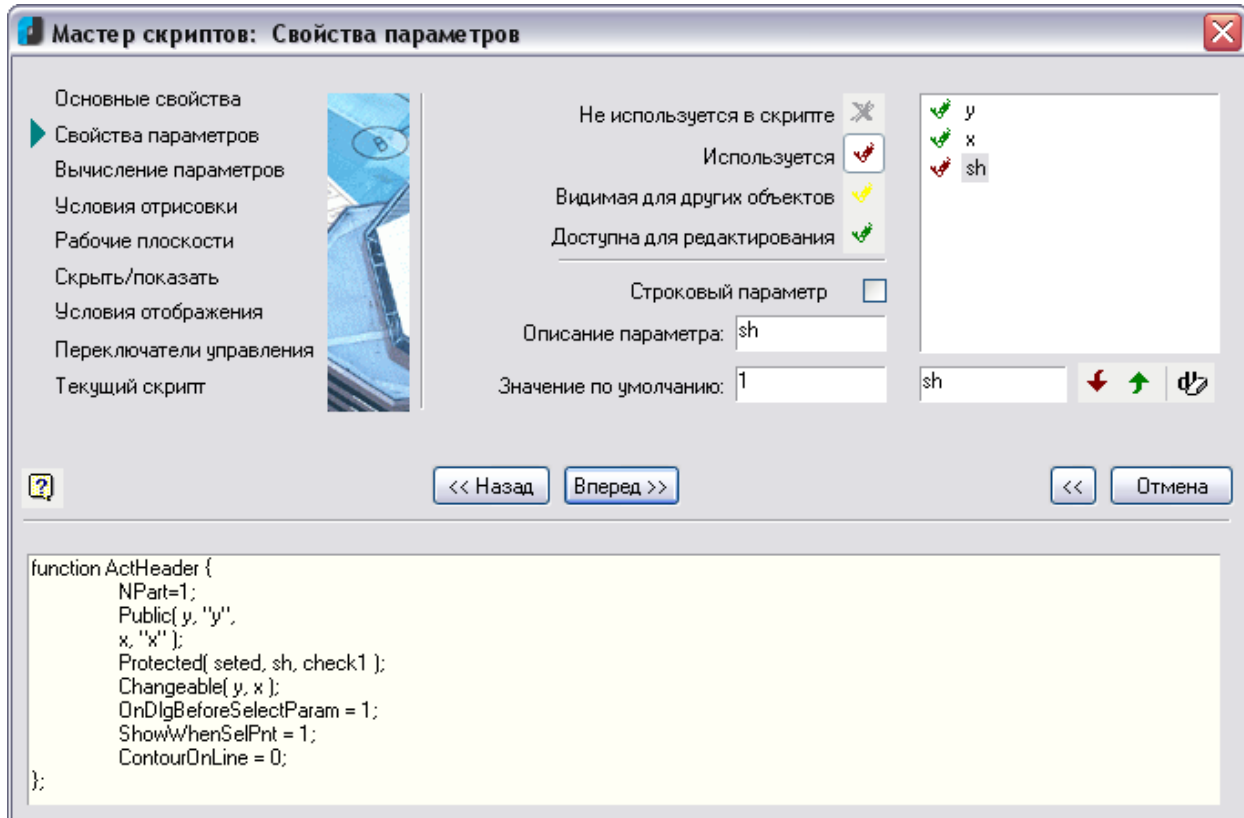 Мастер скриптов: Свойства параметров
Основные свойства
Свойства параметров
Вычисление параметров
Условия отрисовки
Рабочие плоскости
Скрыть/показать
Условия отображения
Переключатели управления
Текущий скрипт
B
Не используется в скрипте
Используется
Видимая для других объектов
Доступна для редактирования
Строковый параметр
Описание параметра: sh
Значение по умолчанию: 1
y
x
sh
sh
<< Назад
Вперед >>
<<
Отмена
function ActHeader {
NPart=1;
Public( y, "y",
x, "x" );
Protected( seted, sh, check1 );
Changeable( y, x );
OnDlgBeforeSelectParam = 1;
ShowWhenSelPnt = 1;
ContourOnLine = 0;
};